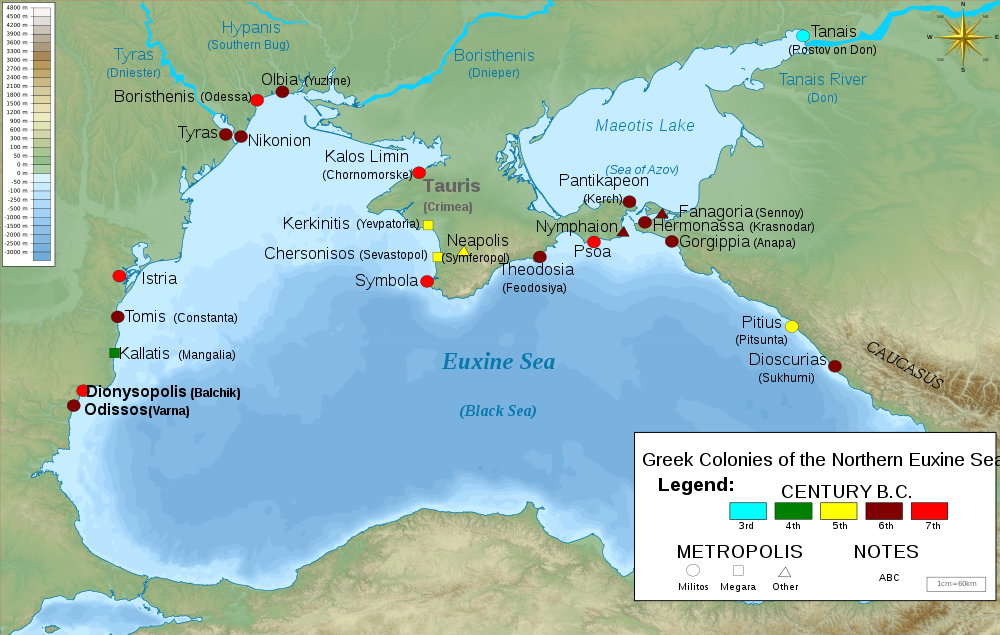 4800 m
4500 m
4200 m
3900 m
3600 m
3300 m
3000 m
2700 m
2400 m
2100 m
1800 m
1500 m
1200 m
900 m
600 m
300 m
50 m
0 m
-50 m
-100 m
-250 m
-500 m
-1000 m
-1500 m
-2000 m
-2500 m
-3000 m
Hypanis
(Southern Bug)
Tyras
(Dniester)
Boristhenis
(Dnieper)
N
NW
NE
W
E
SW
SE
S
Tanais
(Rostov on Don)
Tanais River
(Don)
Olbia (Yuzhne)
Boristhenis (Odessa)
Tyras
Nikonion
Maeotis Lake
(Sea of Azov)
Kalos Limin
(Chornomorske)
Tauris
(Crimea)
Pantikapeon
(Kerch)
Fanagoria (Sennoy)
Hermonassa (Krasnodar)
Gorgippia (Anapa)
Nymphaion
Psoa
Kerkinitis (Yevpatoria)
Neapolis
(Symferopol)
Chersonisos (Sevastopol)
Theodosia
(Feodosiya)
Symbola
Istria
Tomis (Constanta)
Kallatis (Mangalia)
Dionysopolis (Balchik)
Odissos(Varna)
Pitius
(Pitsunta)
Dioscurias
(Sukhumi)
CAUCASUS
Euxine Sea
(Black Sea)
Greek Colonies of the Northern Euxine Sea
Legend:
CENTURY B.C.
3rd 4th 5th 6th 7th
METROPOLIS NOTES
Militos Megara Other
ABC
1cm=60km